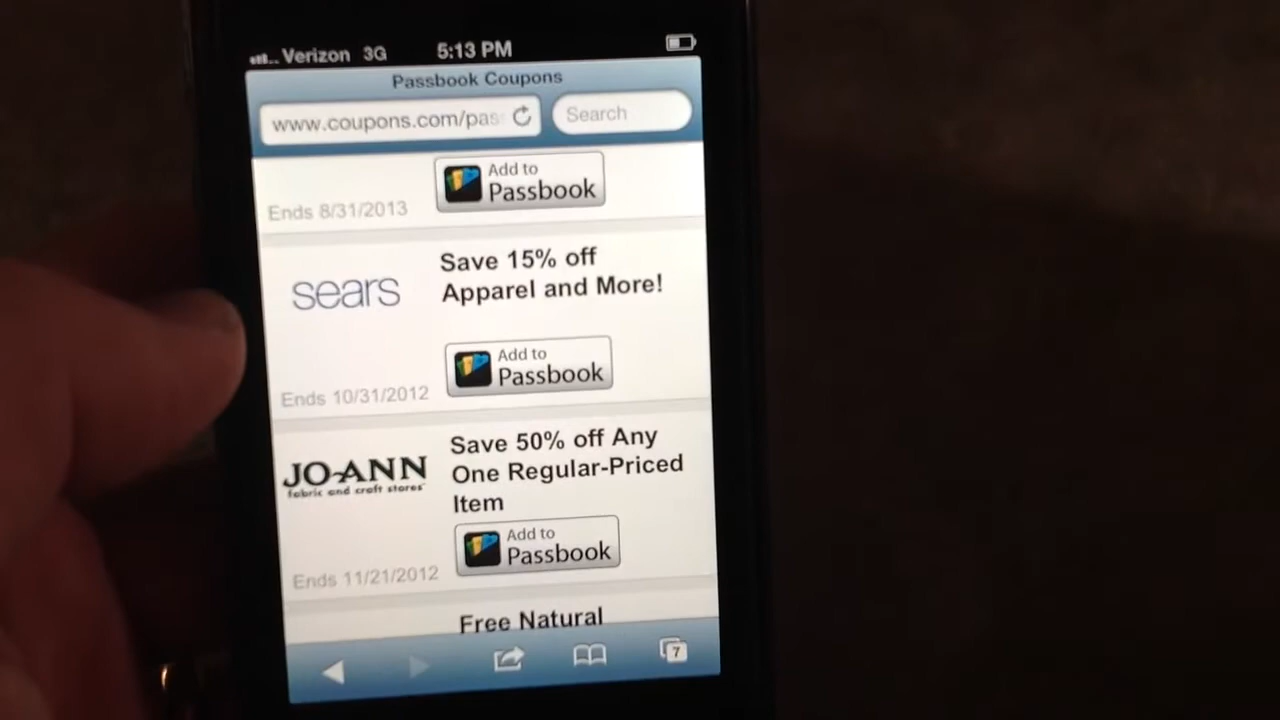 Verizon 3G 5:13 PM
Passbook Coupons
www.coupons.com/pas Search
Add to
Passbook
Ends 8/31/2013
Save 15% off
Apparel and More!
sears
Add to
Passbook
Ends 10/31/2012
Save 50% off Any
One Regular-Priced
Item
JO-ANN
fabric and craft stores
Add to
Passbook
Ends 11/21/2012
Free Natural
7